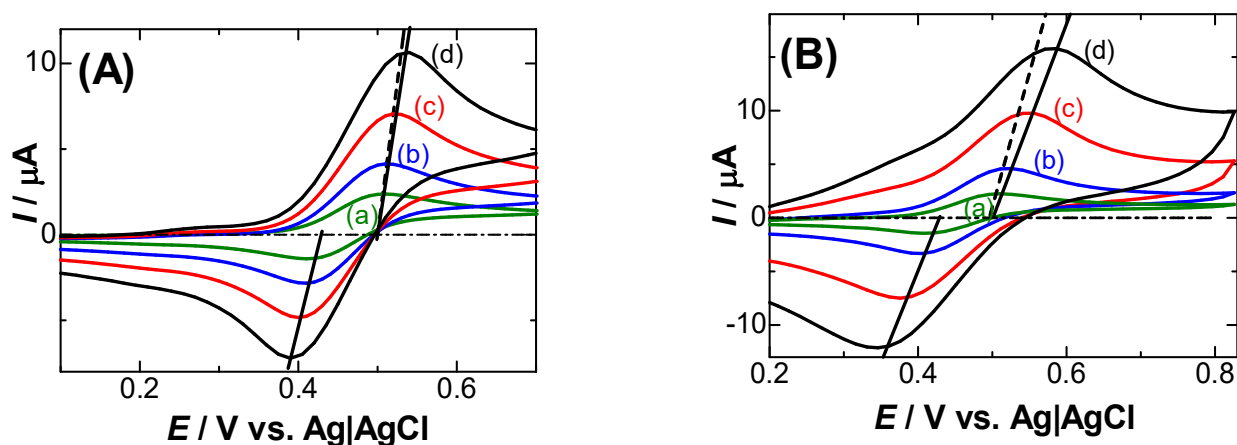 (A)
(d)
(c)
(b)
(a)
10
0
I / μA
0.2
0.4
0.6
E / V vs. Ag|AgCl
(B)
(d)
(c)
(b)
(a)
10
0
-10
I / μA
0.2
0.4
0.6
0.8
E / V vs. Ag|AgCl